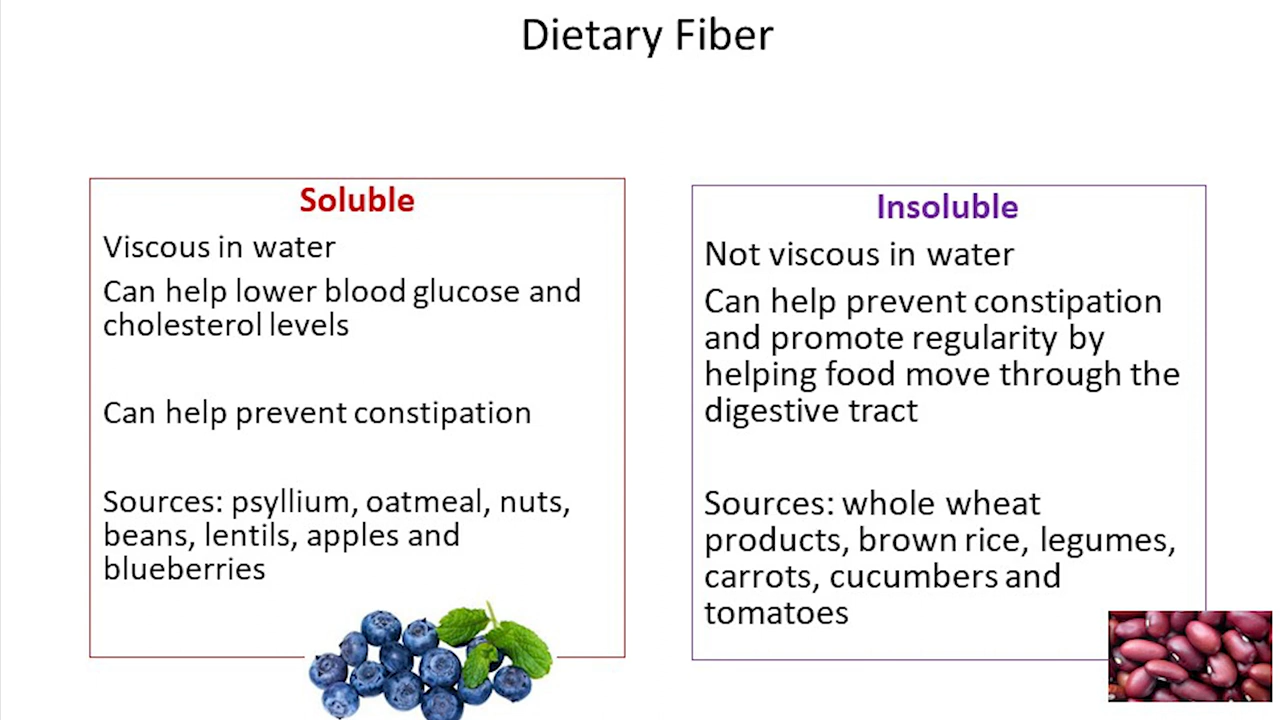 Dietary Fiber
Soluble
Viscous in water
Can help lower blood glucose and
cholesterol levels
Can help prevent constipation
Sources: psyllium, oatmeal, nuts,
beans, lentils, apples and
blueberries
Insoluble
Not viscous in water
Can help prevent constipation
and promote regularity by
helping food move through the
digestive tract
Sources: whole wheat
products, brown rice, legumes,
carrots, cucumbers and
tomatoes